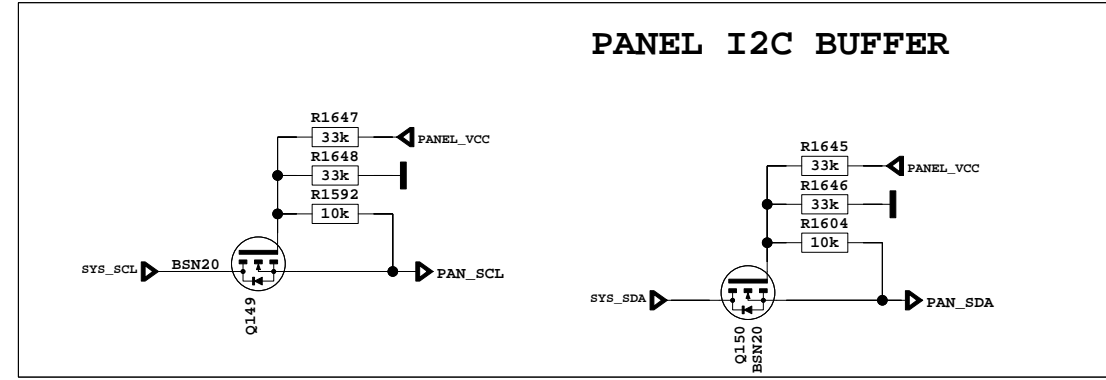 PANEL I2C BUFFER
R1647
33k
PANEL_VCC
R1648
33k
R1592
10k
SYS_SCL
BSN20
PAN_SCL
Q149
R1645
33k
PANEL_VCC
R1646
33k
R1604
10k
SYS_SDA
PAN_SDA
Q150
BSN20